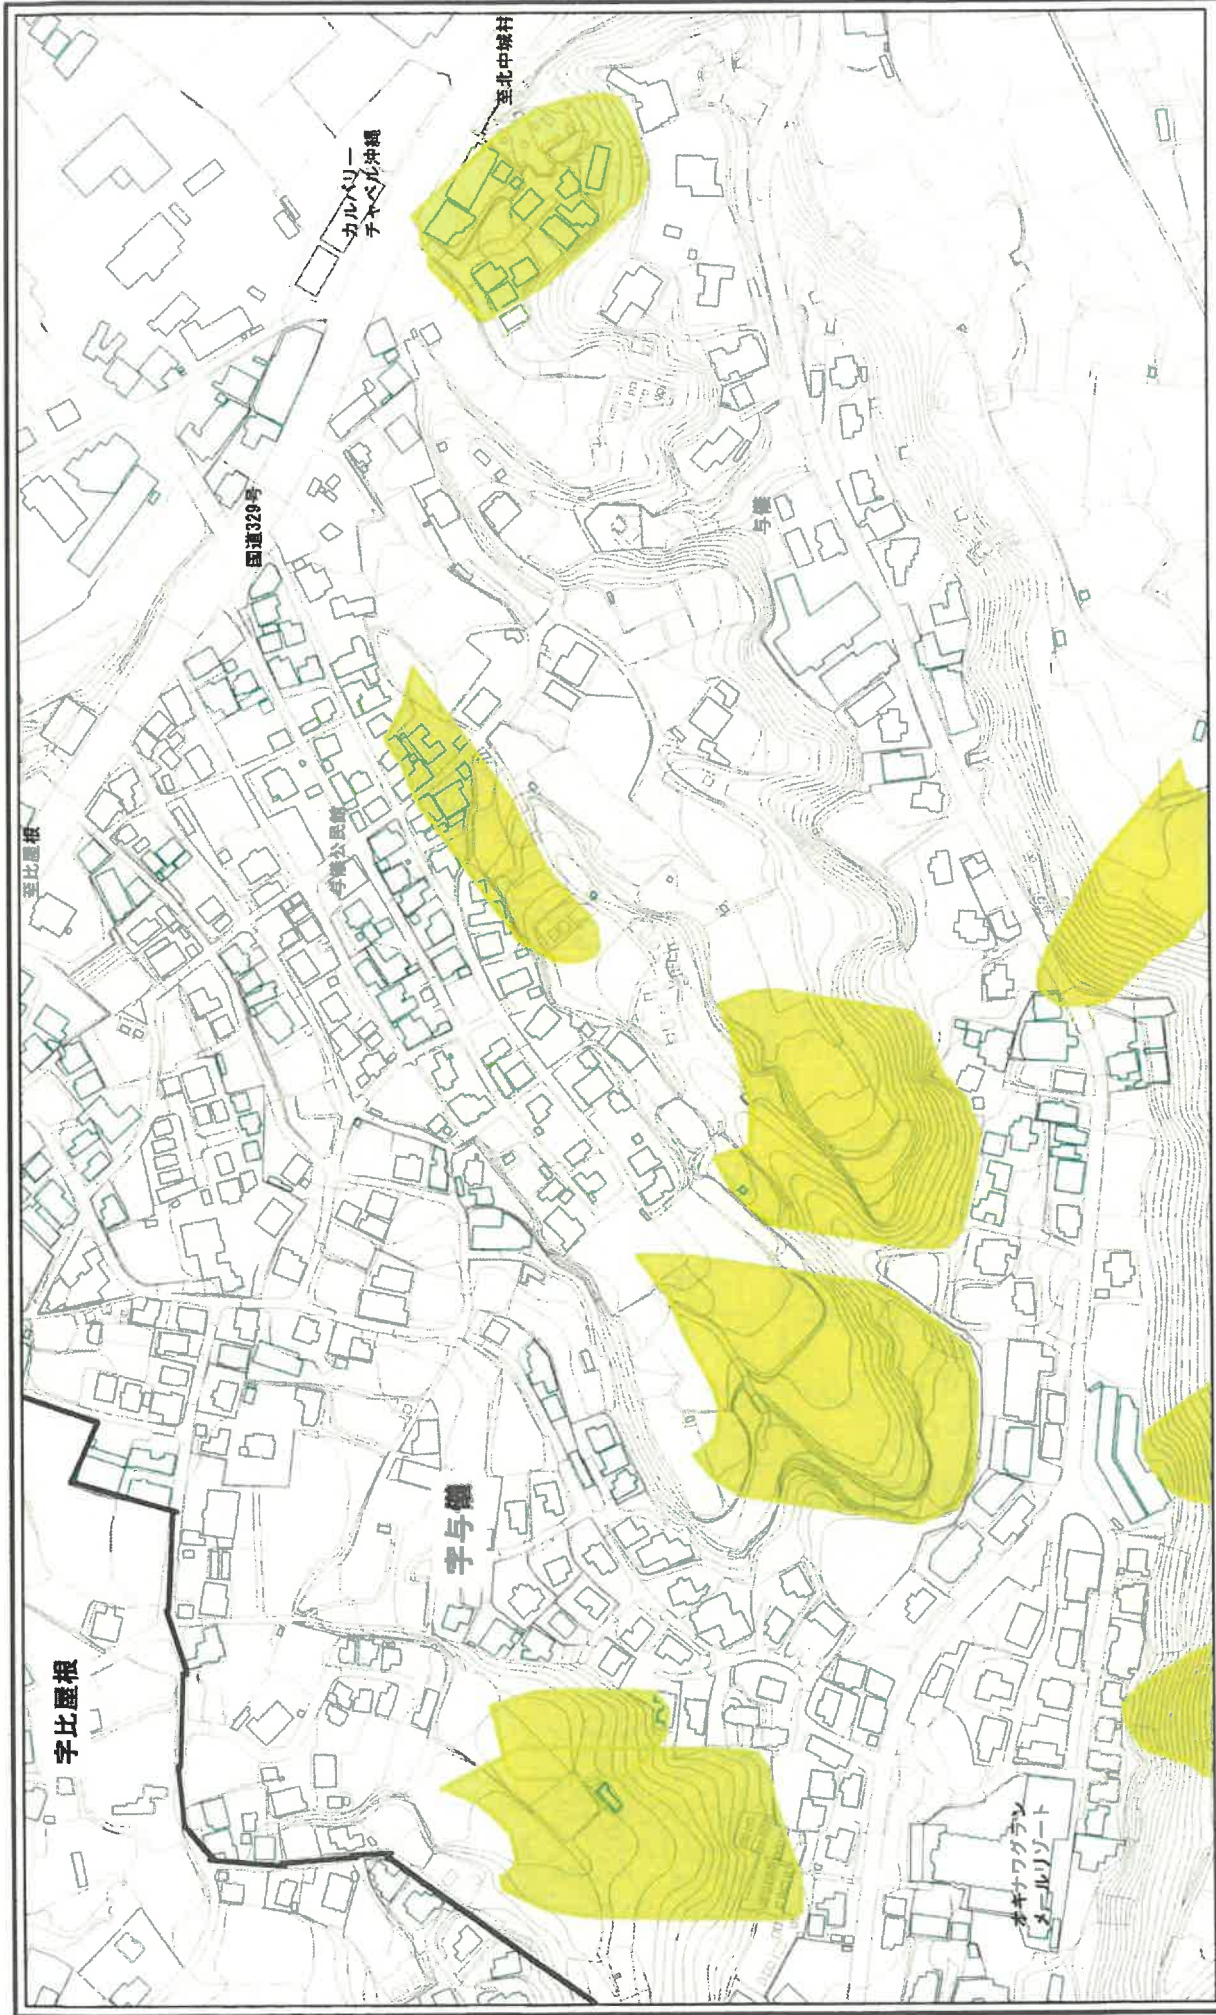 至北中城村
カルバリー
チャペル沖縄
国道329号
与儀
至比屋根
与儀公民館
字与儀
字比屋根
オキナワグラン
メールリゾート